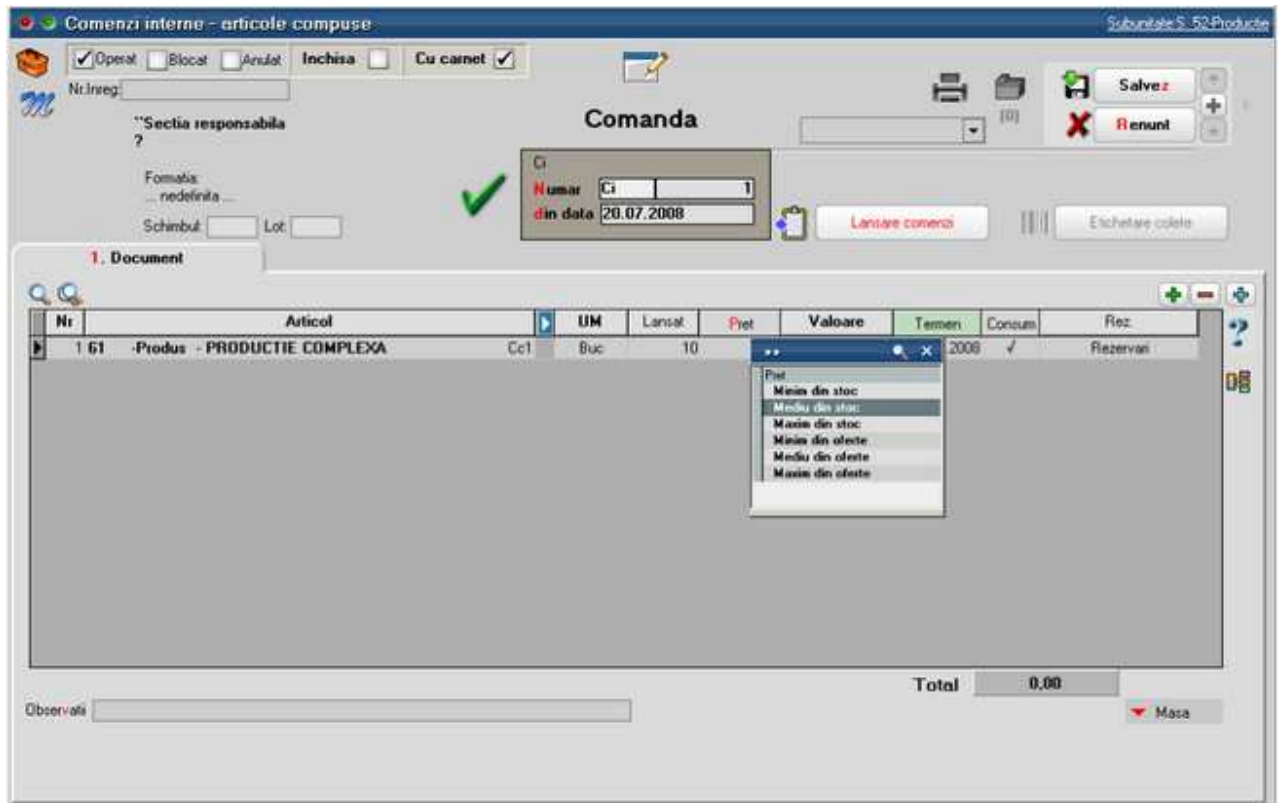 Comenzi interne - articole compuse
Subunitate:S_52-Productie
Operat Blocat Anulat Inchisa Cu carnet
Nr.Inreg:
Salvez
"Sectia responsabila
?
Comanda
(0)
Renunt
Formatia:
... nedefinita ...
Ci
Numar Ci 1
din data 20.07.2008
Schimbul: Lot:
Lansare comenzi
Etichetare colete
1. Document
Nr Articol UM Lansat Pret Valoare Termen Consum Rez.
1 61 -Produs - PRODUCTIE COMPLEXA Cc1 Buc 10 2008 √ Rezervari
Pret
Minim din stoc
Mediu din stoc
Maxim din stoc
Minim din oferte
Mediu din oferte
Maxim din oferte
Total 0,00
Observatii
Masa